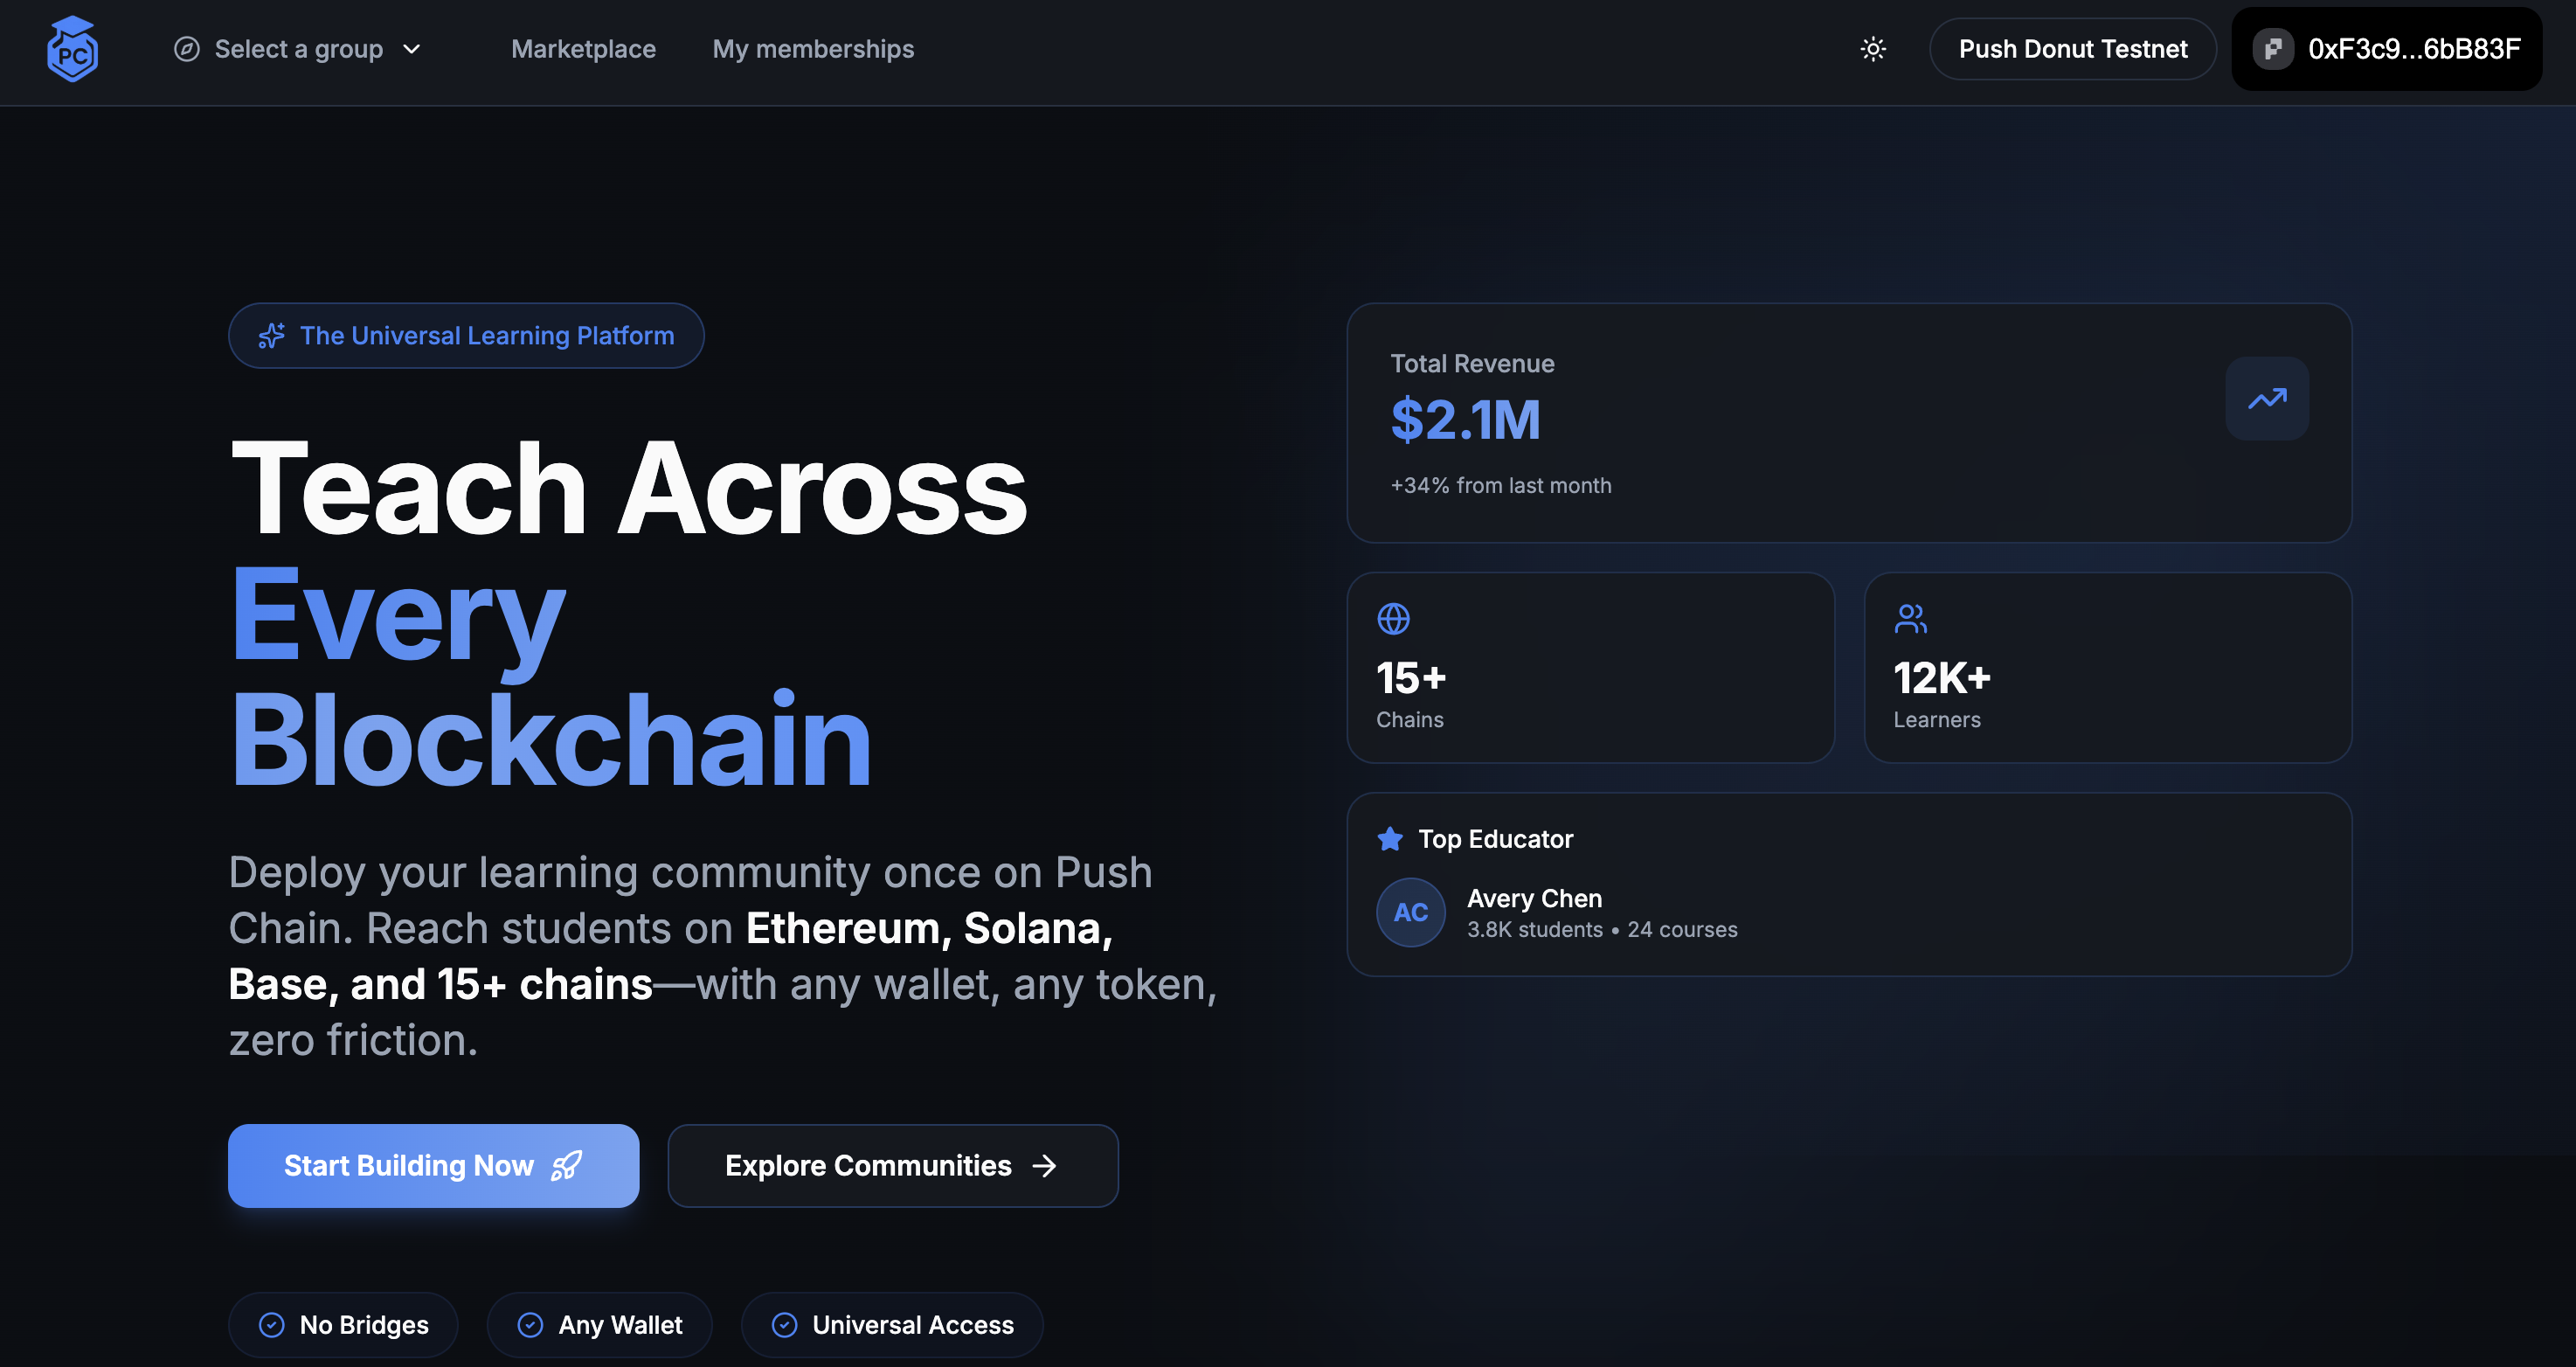 PC
Select a group
Marketplace
My memberships
Push Donut Testnet
0xF3c9...6bB83F
The Universal Learning Platform
Teach Across
Every
Blockchain
Deploy your learning community once on Push
Chain. Reach students on Ethereum, Solana,
Base, and 15+ chains—with any wallet, any token,
zero friction.
Start Building Now
Explore Communities
No Bridges
Any Wallet
Universal Access
Total Revenue
$2.1M
+34% from last month
15+
Chains
12K+
Learners
Top Educator
AC
Avery Chen
3.8K students • 24 courses